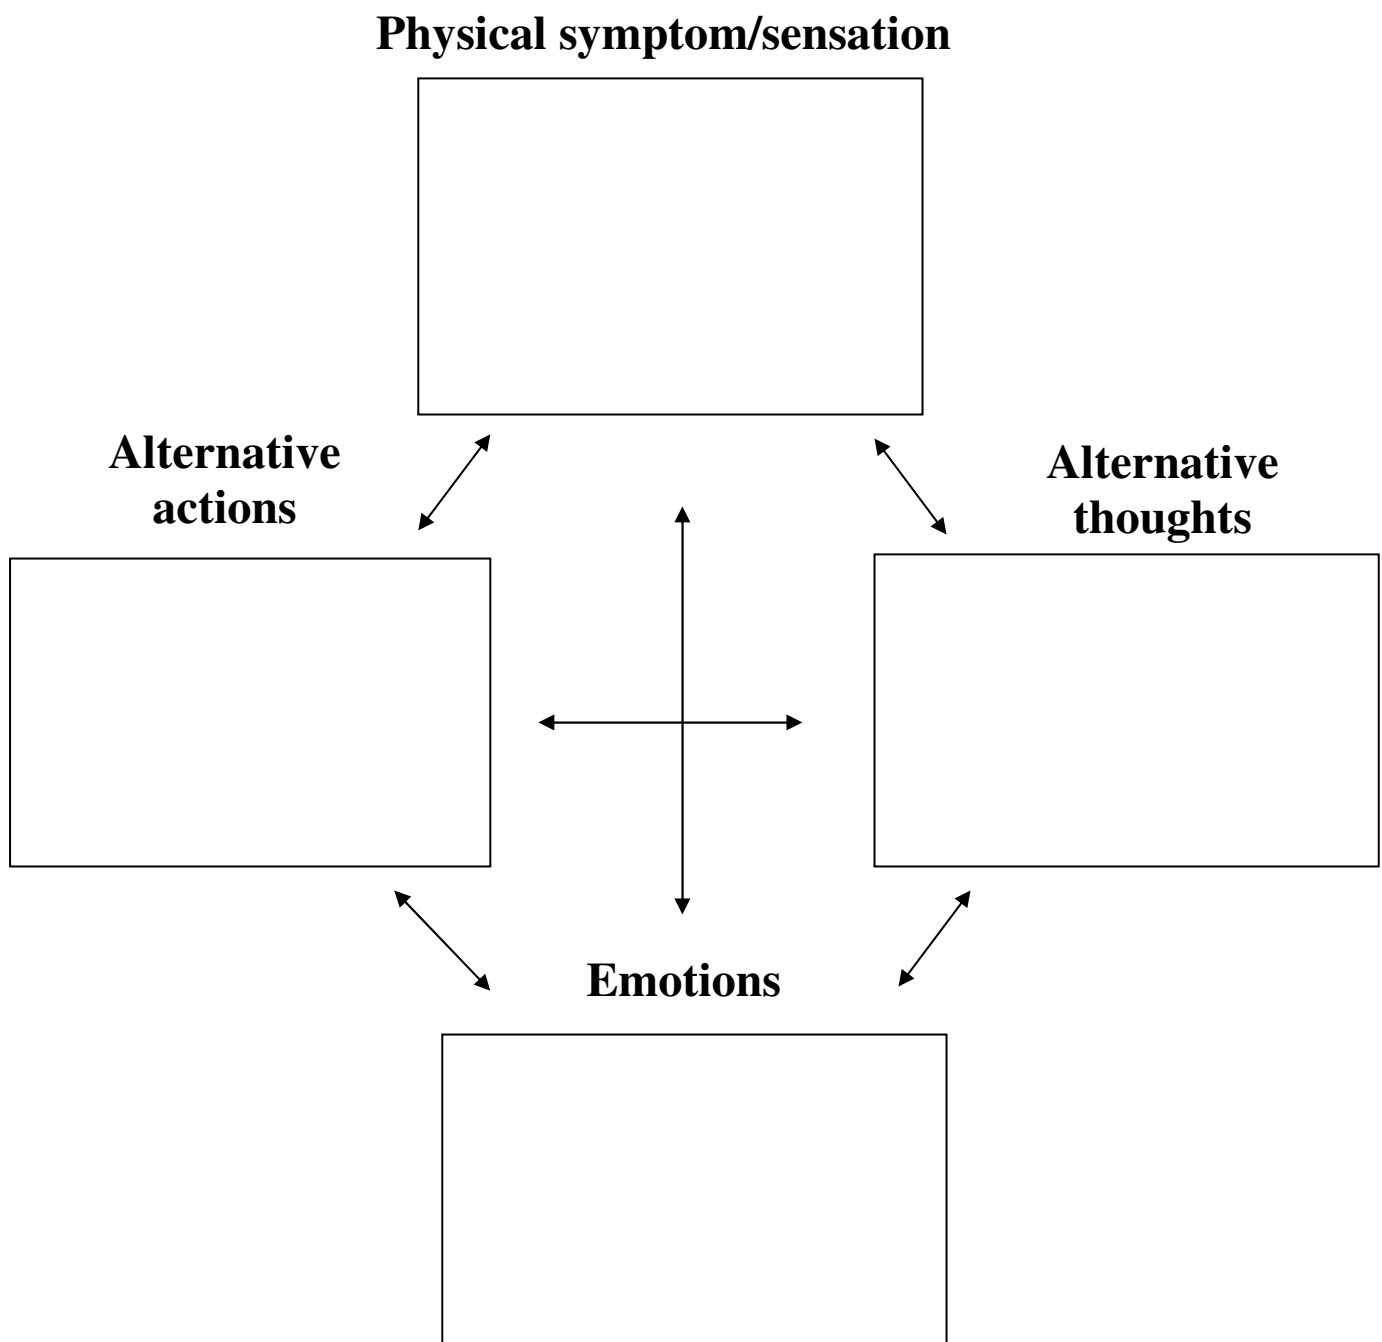 Physical symptom/sensation
Alternative
actions
Alternative
thoughts
Emotions